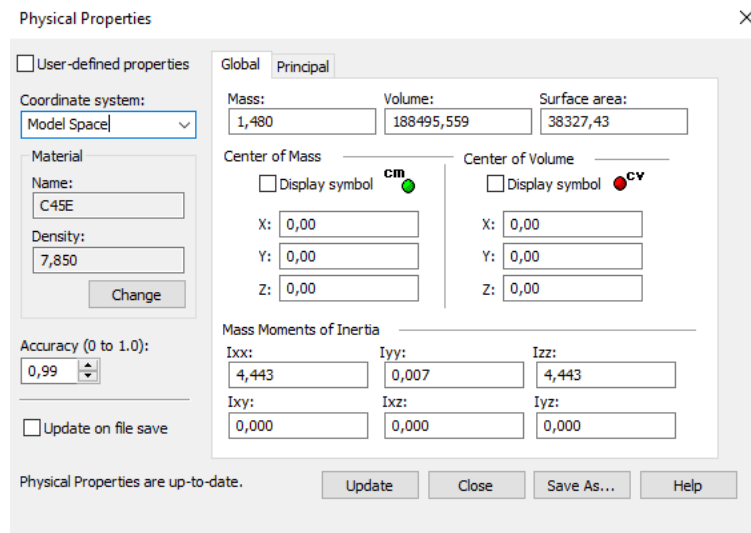 Physical Properties
User-defined properties
Coordinate system:
Model Space
Material
Name:
C45E
Density:
7,850
Change
Accuracy (0 to 1.0):
0,99
Update on file save
Global Principal
Mass: Volume: Surface area:
1,480 188495,559 38327,43
Center of Mass Center of Volume
Display symbol cm Display symbol cv
X: 0,00 X: 0,00
Y: 0,00 Y: 0,00
Z: 0,00 Z: 0,00
Mass Moments of Inertia
Ixx: Iyy: Izz:
4,443 0,007 4,443
Ixy: Ixz: Iyz:
0,000 0,000 0,000
Physical Properties are up-to-date. Update Close Save As... Help